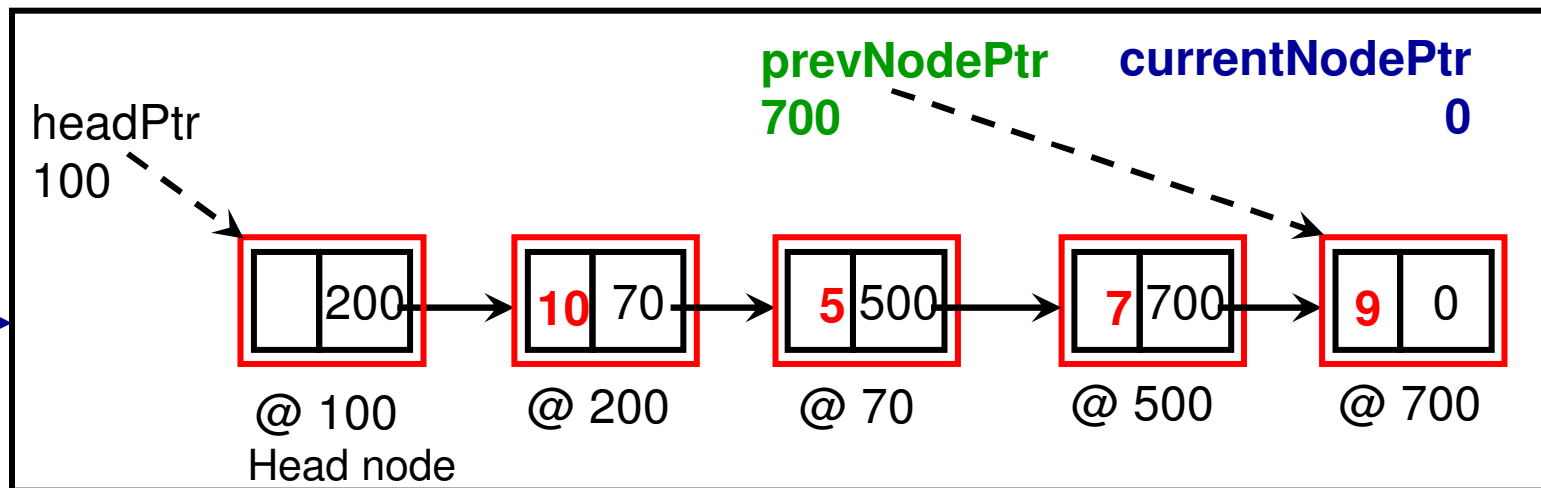 prevNodePtr currentNodePtr
700 0
headPtr
100
200 10 70 5 500 7 700 9 0
@ 100 @ 200 @ 70 @ 500 @ 700
Head node